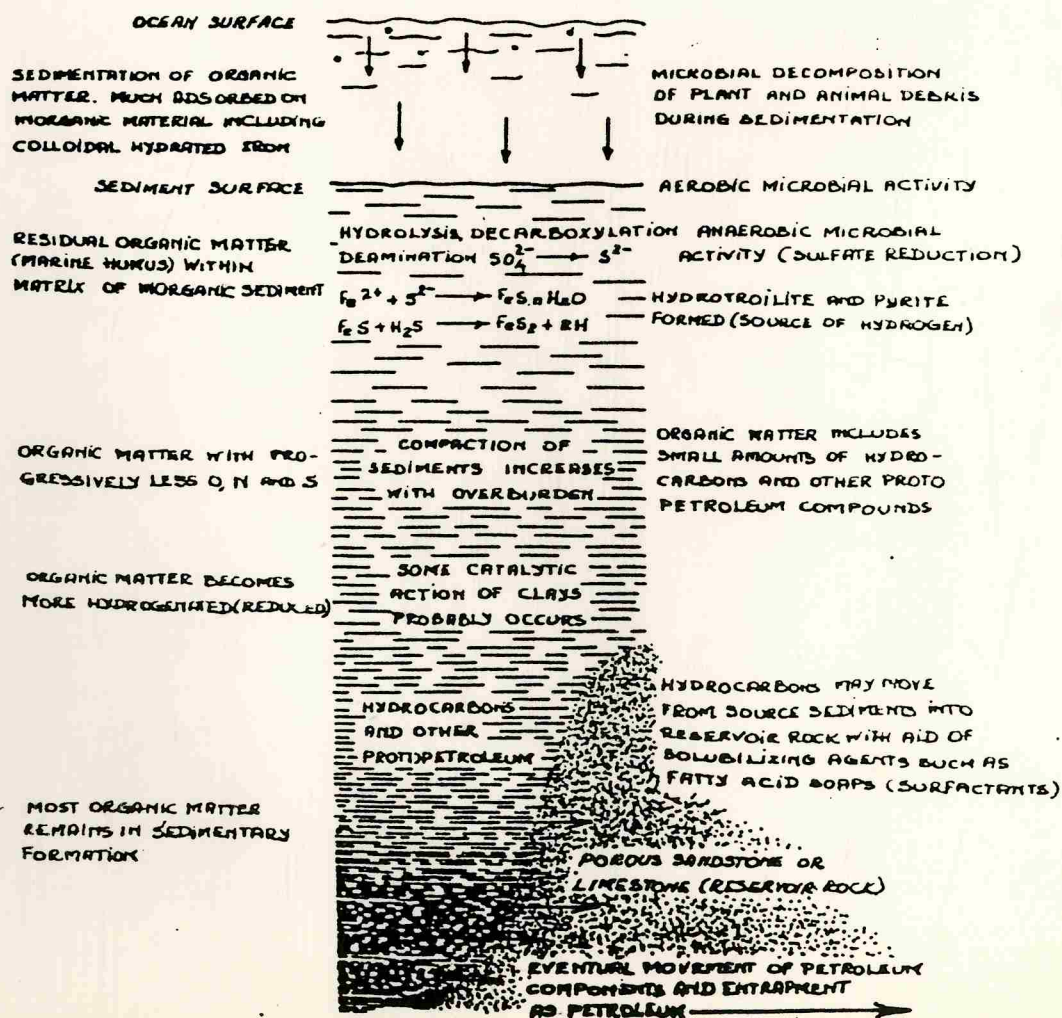 OCEAN SURFACE
SEDIMENTATION OF ORGANIC
MATTER. MUCH ADSORBED ON
INORGANIC MATERIAL INCLUDING
COLLOIDAL HYDRATED IRON
MICROBIAL DECOMPOSITION
OF PLANT AND ANIMAL DEBRIS
DURING SEDIMENTATION
SEDIMENT SURFACE
AEROBIC MICROBIAL ACTIVITY
RESIDUAL ORGANIC MATTER
(MARINE HUMUS) WITHIN
MATRIX OF INORGANIC SEDIMENT
HYDROLYSIS, DECARBOXYLATION
DEAMINATION SO₄²⁻ → S²⁻
Fe²⁺ + S²⁻ → FeS.nH₂O
FeS + H₂S → FeS₂ + 2H
ANAEROBIC MICROBIAL
ACTIVITY (SULFATE REDUCTION)
HYDROTROILITE AND PYRITE
FORMED (SOURCE OF HYDROGEN)
ORGANIC MATTER WITH PRO-
GRESSIVELY LESS O, N AND S
COMPACTION OF
SEDIMENTS INCREASES
WITH OVERBURDEN
ORGANIC MATTER INCLUDES
SMALL AMOUNTS OF HYDRO-
CARBONS AND OTHER PROTO
PETROLEUM COMPOUNDS
ORGANIC MATTER BECOMES
MORE HYDROGENATED (REDUCED)
SOME CATALYTIC
ACTION OF CLAYS
PROBABLY OCCURS
HYDROCARBONS
AND OTHER
PROTOPETROLEUM
HYDROCARBONS MAY MOVE
FROM SOURCE SEDIMENTS INTO
RESERVOIR ROCK WITH AID OF
SOLUBILIZING AGENTS SUCH AS
FATTY ACID SOAPS (SURFACTANTS)
MOST ORGANIC MATTER
REMAINS IN SEDIMENTARY
FORMATION
POROUS SANDSTONE OR
LIMESTONE (RESERVOIR ROCK)
EVENTUAL MOVEMENT OF PETROLEUM
COMPONENTS AND ENTRAPMENT
AS PETROLEUM →